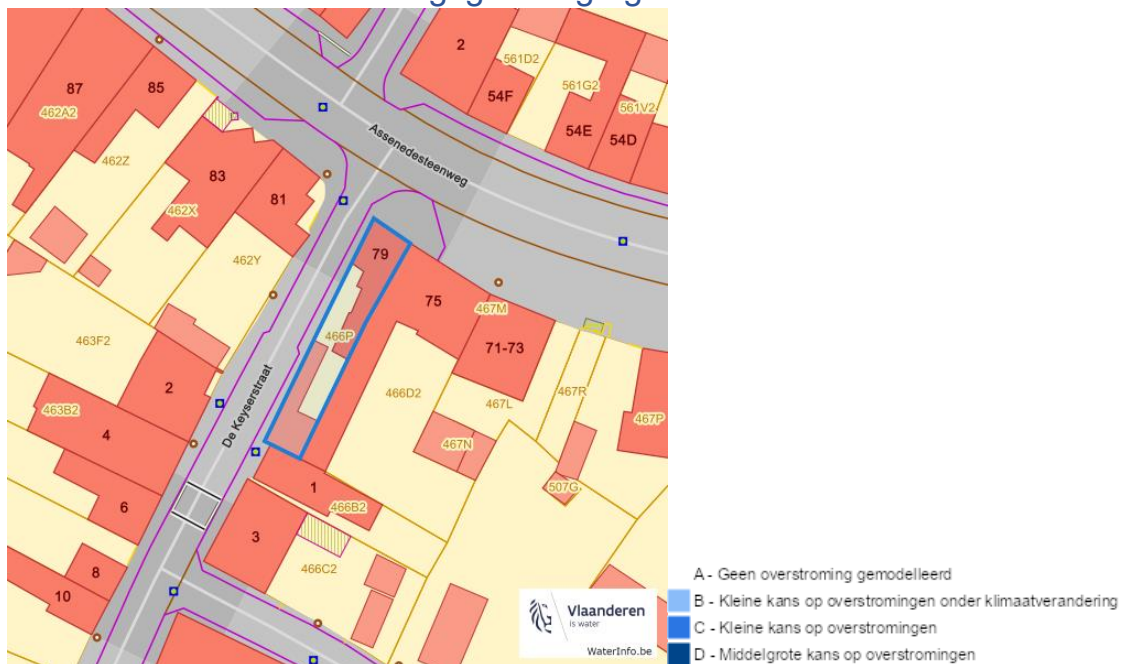 87
85
462A2
462Z
83
462X
81
462Y
2
54F
561D2
561G2
54E
561V2
54D
Assenedesteenweg
79
466P
75
467M
71-73
467L
466D2
467R
467P
467N
507G
463F2
2
463B2
4
De Keyserstraat
6
8
10
1
466B2
3
466C2
Vlaanderen
is water
WaterInfo.be
A - Geen overstroming gemodelleerd
B - Kleine kans op overstromingen onder klimaatverandering
C - Kleine kans op overstromingen
D - Middelgrote kans op overstromingen